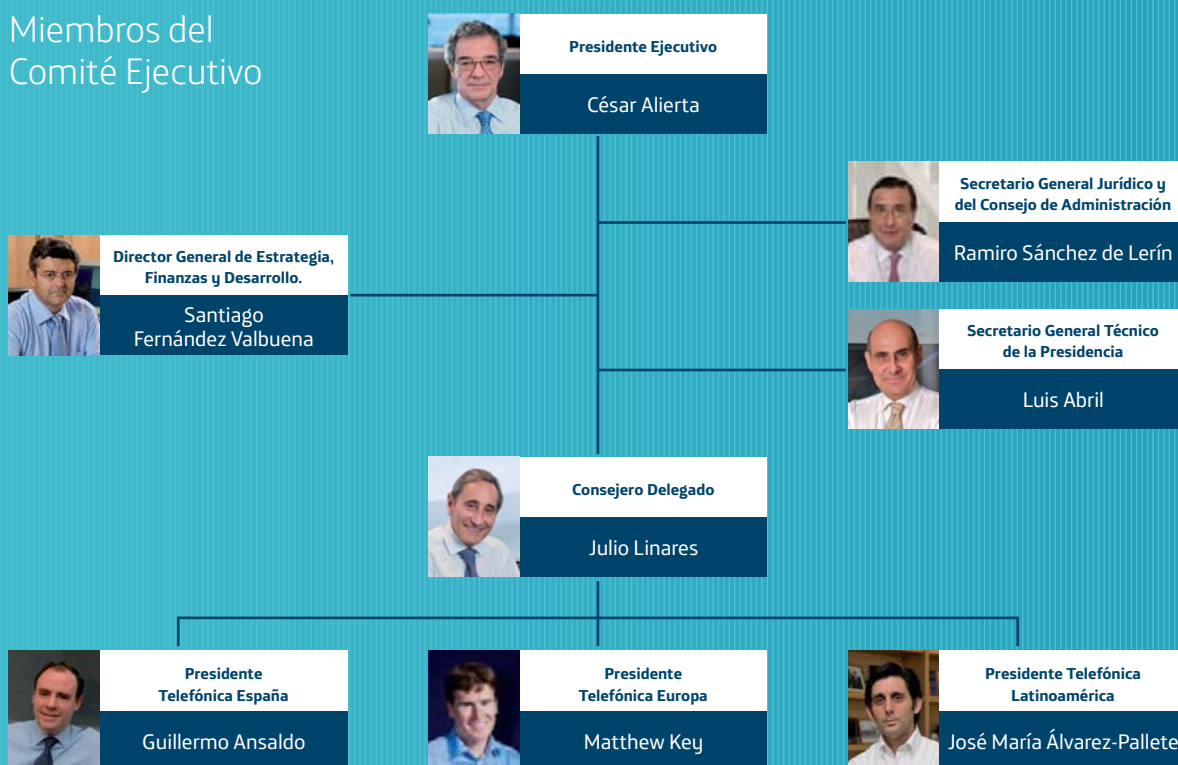 Miembros del
Comité Ejecutivo
Presidente Ejecutivo
César Alierta
Secretario General Jurídico y
del Consejo de Administración
Ramiro Sánchez de Lerín
Director General de Estrategia,
Finanzas y Desarrollo.
Santiago
Fernández Valbuena
Secretario General Técnico
de la Presidencia
Luis Abril
Consejero Delegado
Julio Linares
Presidente
Telefónica España
Guillermo Ansaldo
Presidente
Telefónica Europa
Matthew Key
Presidente Telefónica
Latinoamérica
José María Álvarez-Pallete